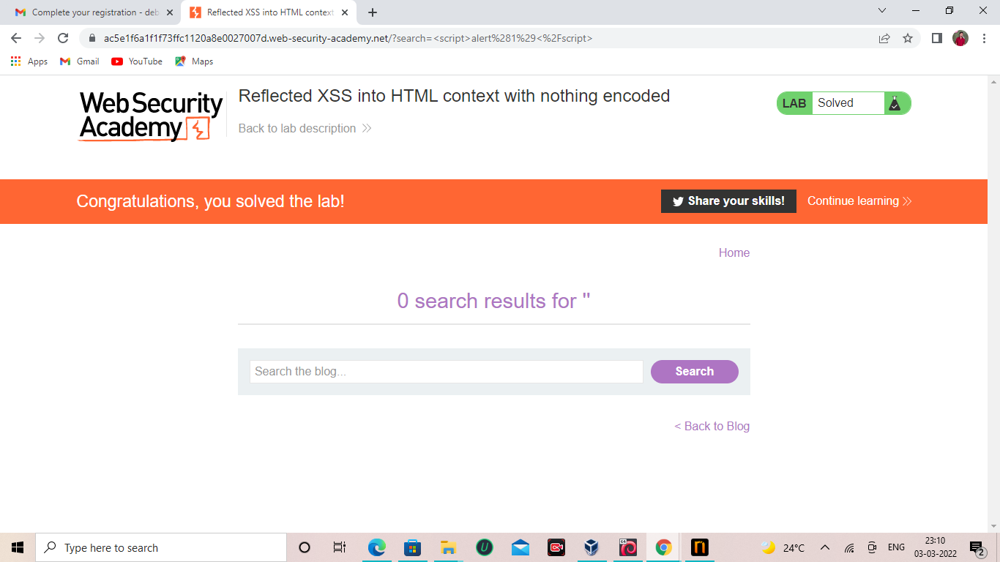 Complete your registration - deb
Reflected XSS into HTML context
ac5e1f6a1f1f73ffc1120a8e0027007d.web-security-academy.net/?search=<script>alert%281%29<%2Fscript>
Apps Gmail YouTube Maps
Web Security
Academy
Reflected XSS into HTML context with nothing encoded
Back to lab description
LAB Solved
Congratulations, you solved the lab!
Share your skills!
Continue learning
Home
0 search results for ''
Search the blog...
Search
< Back to Blog
Type here to search
U
64
n
24°C
ENG
23:10
03-03-2022
2